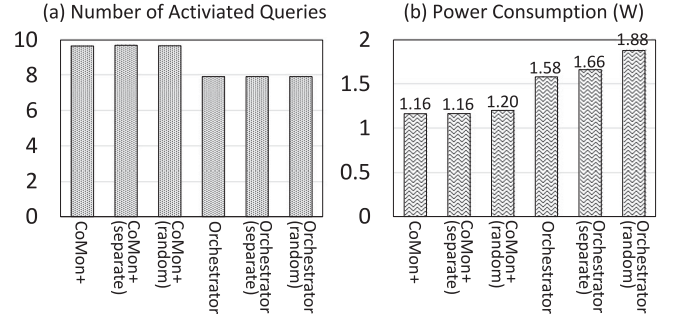 (a) Number of Activiated Queries
10
8
6
4
2
0
CoMon+
CoMon+
(separate)
CoMon+
(random)
Orchestrator
Orchestrator
(separate)
Orchestrator
(random)
(b) Power Consumption (W)
2
1.5
1
0.5
0
1.16
1.16
1.20
1.58
1.66
1.88
CoMon+
CoMon+
(separate)
CoMon+
(random)
Orchestrator
Orchestrator
(separate)
Orchestrator
(random)